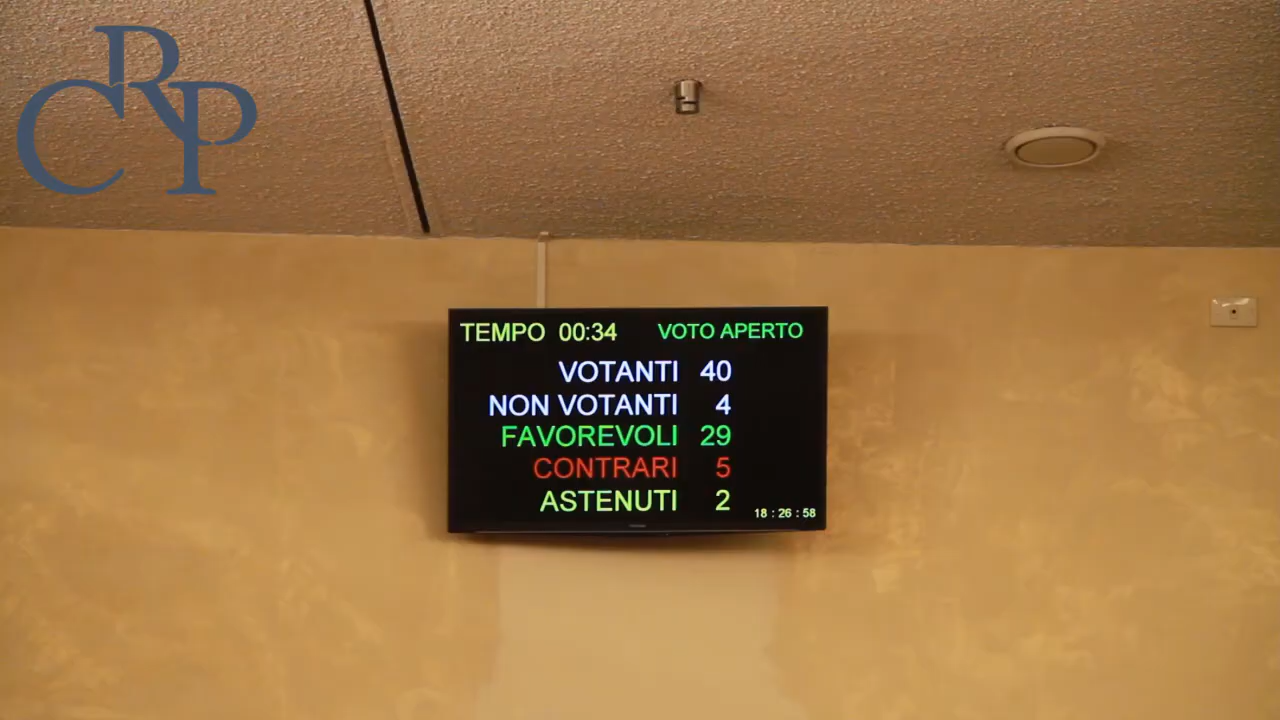 CRP
TEMPO 00:34 VOTO APERTO
VOTANTI 40
NON VOTANTI 4
FAVOREVOLI 29
CONTRARI 5
ASTENUTI 2
18 : 26 : 58